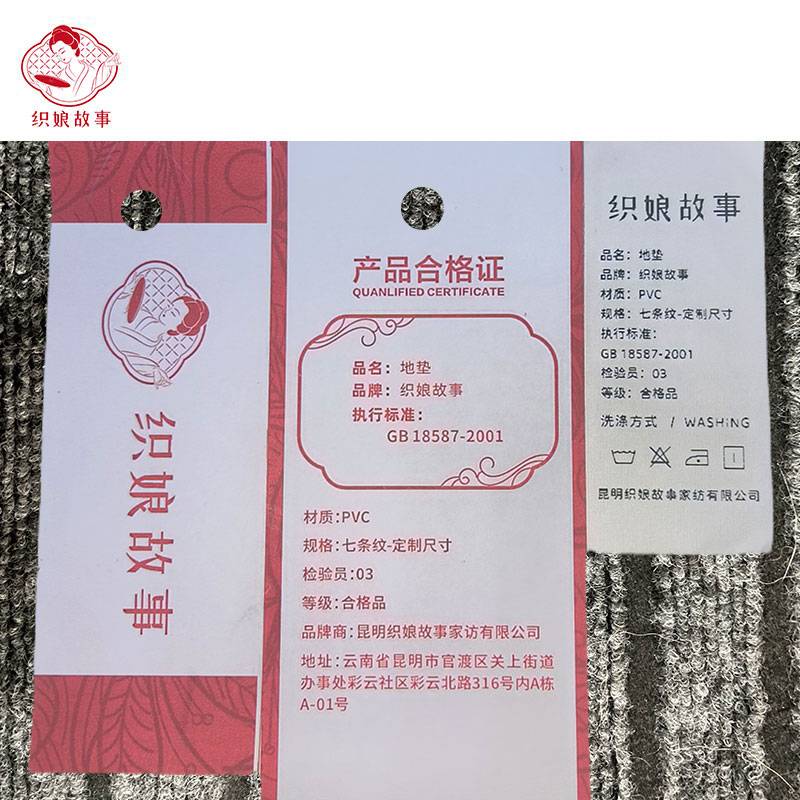 织娘故事
织娘故事
产品合格证
QUANLIFIED CERTIFICATE
品名：地垫
品牌：织娘故事
执行标准：
GB 18587-2001
材质：PVC
规格：七条纹-定制尺寸
检验员：03
等级：合格品
品牌商：昆明织娘故事家访有限公司
地址：云南省昆明市官渡区关上街道
办事处彩云社区彩云北路316号内A栋
A-01号
织娘故事
品名：地垫
品牌：织娘故事
材质：PVC
规格：七条纹-定制尺寸
执行标准：
GB 18587-2001
检验员：03
等级：合格品
洗涤方式 / WASHING
昆明织娘故事家纺有限公司